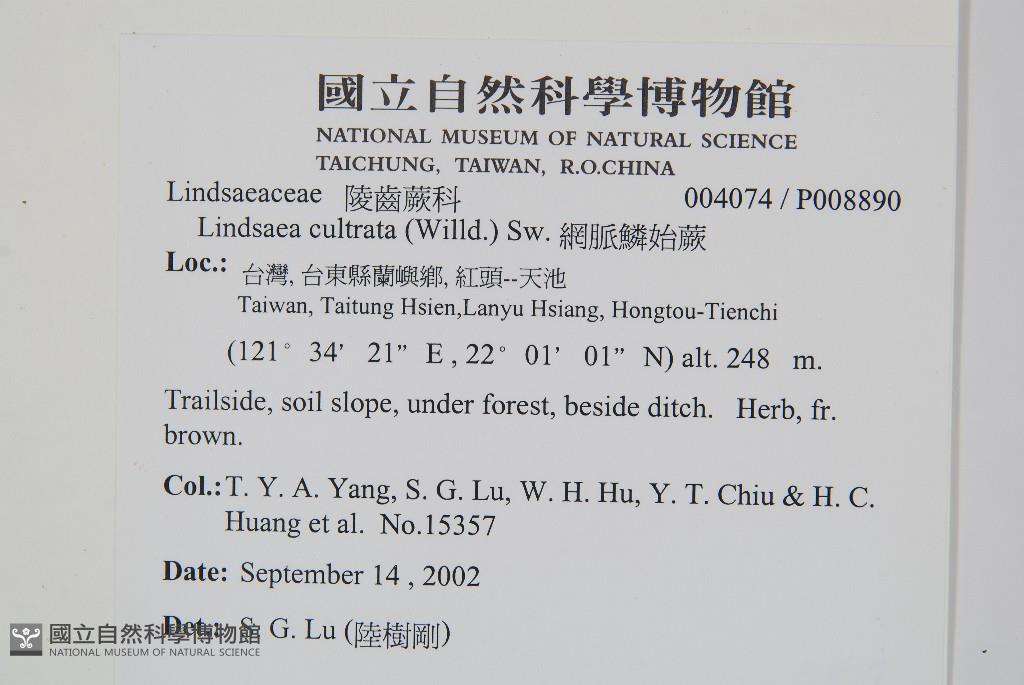 國立自然科學博物館
NATIONAL MUSEUM OF NATURAL SCIENCE
TAICHUNG, TAIWAN, R.O.CHINA
Lindsaeaceae 陵齒蕨科 004074 / P008890
Lindsaea cultrata (Willd.) Sw. 網脈鱗始蕨
Loc.: 台灣, 台東縣蘭嶼鄉, 紅頭--天池
Taiwan, Taitung Hsien,Lanyu Hsiang, Hongtou-Tienchi
(121° 34’ 21” E , 22° 01’ 01” N) alt. 248 m.
Trailside, soil slope, under forest, beside ditch. Herb, fr.
brown.
Col.: T. Y. A. Yang, S. G. Lu, W. H. Hu, Y. T. Chiu & H. C.
Huang et al. No.15357
Date: September 14 , 2002
Det.: S. G. Lu (陸樹剛)
國立自然科學博物館
NATIONAL MUSEUM OF NATURAL SCIENCE